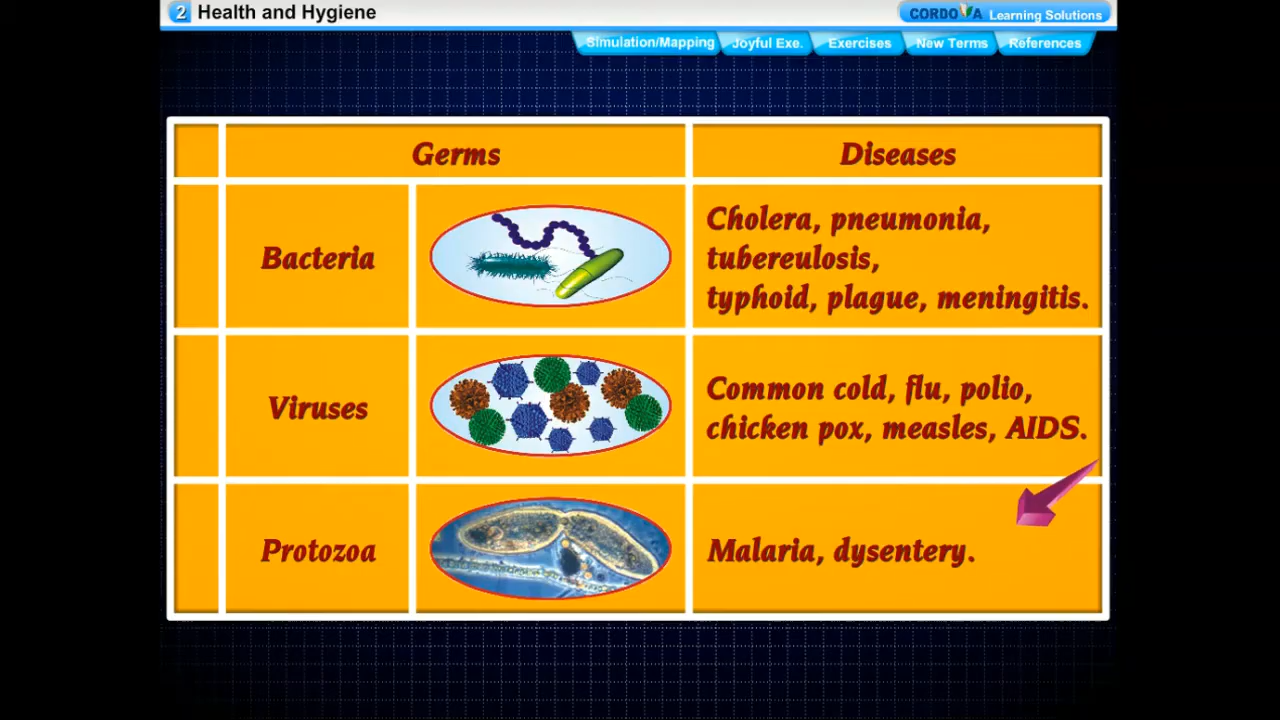 2 Health and Hygiene
CORDOVA Learning Solutions
Simulation/Mapping Joyful Exe. Exercises New Terms References
Germs Diseases
Bacteria
Cholera, pneumonia,
tubereulosis,
typhoid, plague, meningitis.
Viruses
Common cold, flu, polio,
chicken pox, measles, AIDS.
Protozoa
Malaria, dysentery.